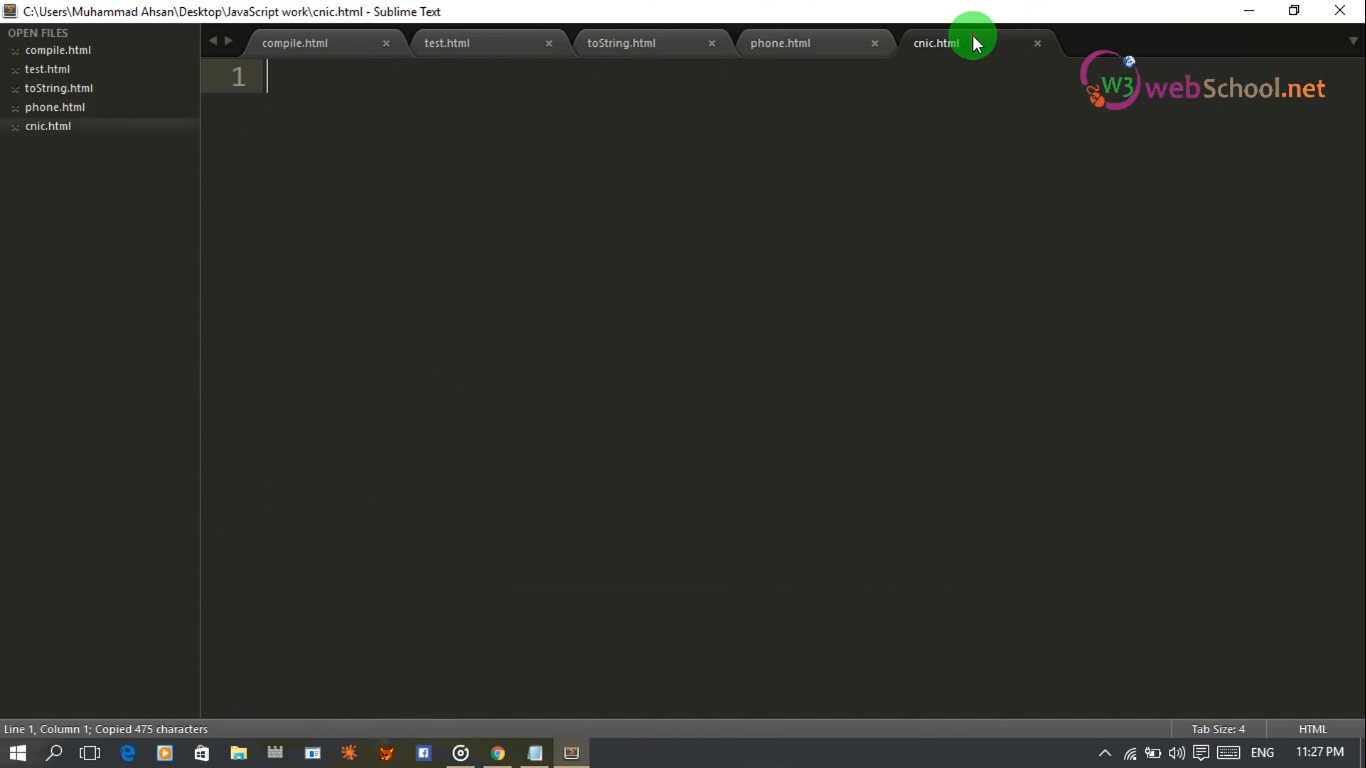 C:\Users\Muhammad Ahsan\Desktop\JavaScript work\cnic.html - Sublime Text
OPEN FILES
compile.html
test.html
toString.html
phone.html
cnic.html
compile.html test.html toString.html phone.html cnic.html
W3 webSchool.net
1
Line 1, Column 1; Copied 475 characters
Tab Size: 4
HTML
ENG
11:27 PM